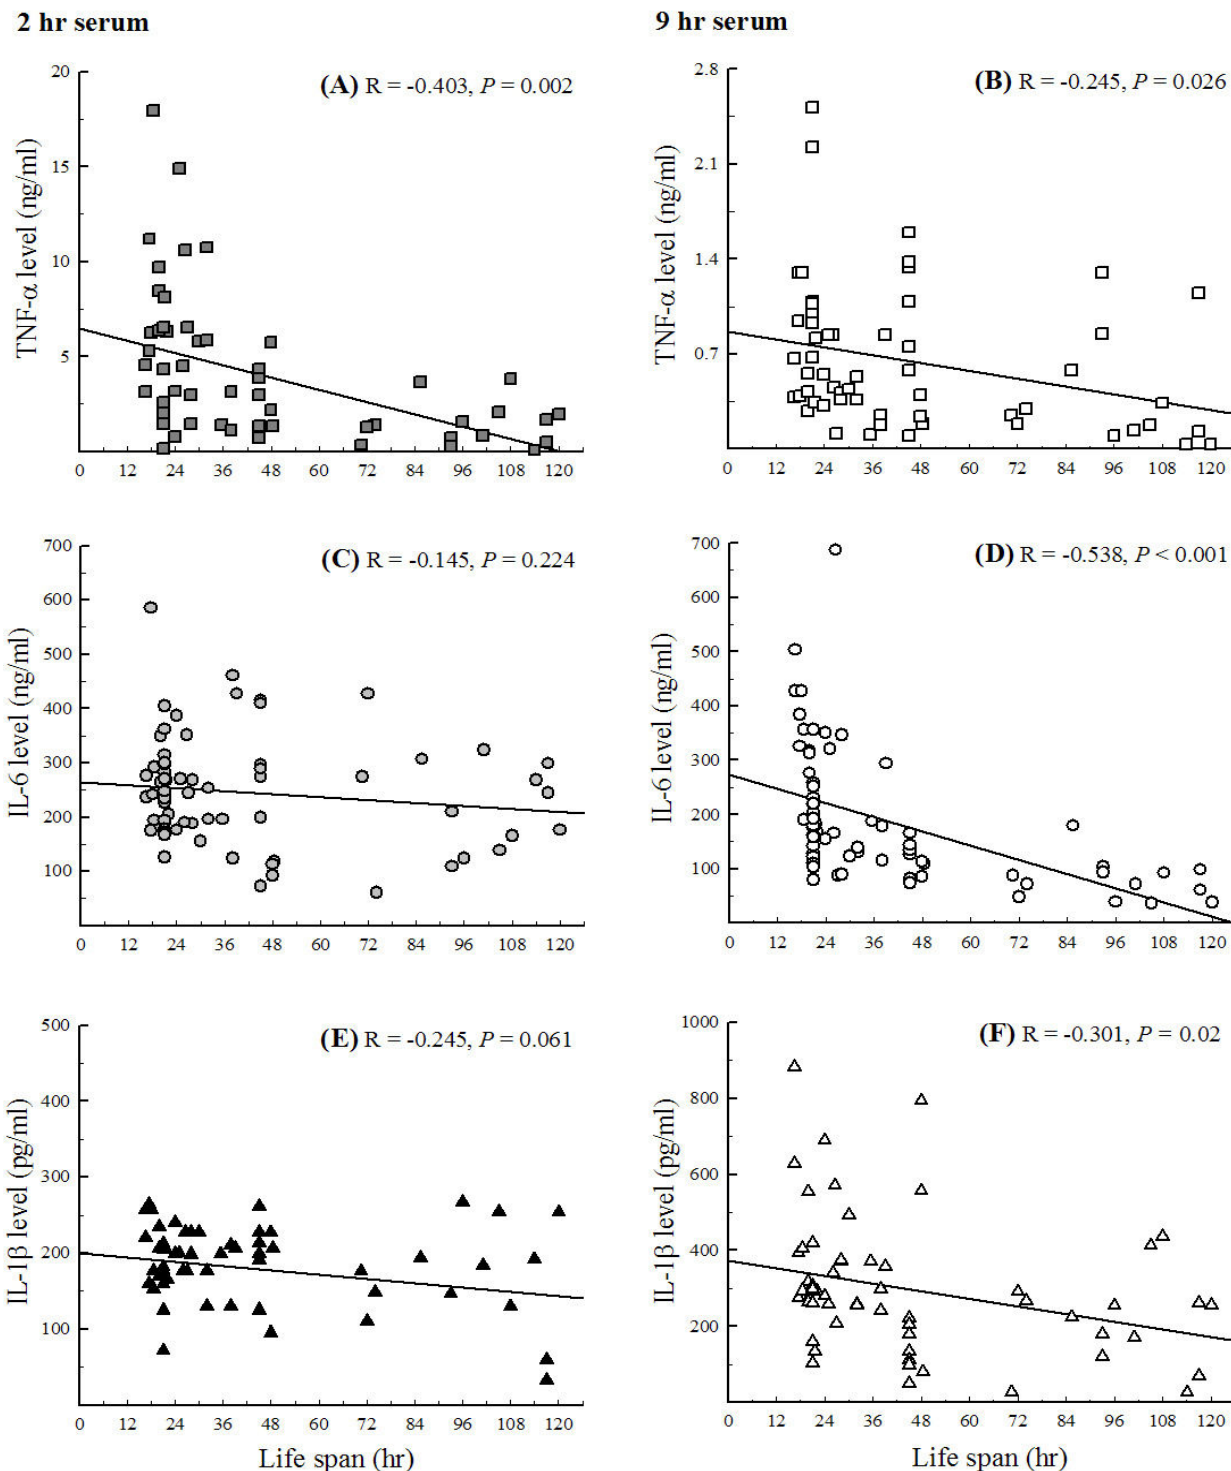 2 hr serum
9 hr serum
(A) R = -0.403, P = 0.002
TNF-α level (ng/ml)
20
15
10
5
0 12 24 36 48 60 72 84 96 108 120
(B) R = -0.245, P = 0.026
TNF-α level (ng/ml)
2.8
2.1
1.4
0.7
0 12 24 36 48 60 72 84 96 108 120
(C) R = -0.145, P = 0.224
IL-6 level (ng/ml)
700
600
500
400
300
200
100
0 12 24 36 48 60 72 84 96 108 120
(D) R = -0.538, P < 0.001
IL-6 level (ng/ml)
700
600
500
400
300
200
100
0 12 24 36 48 60 72 84 96 108 120
(E) R = -0.245, P = 0.061
IL-1β level (pg/ml)
500
400
300
200
100
0 12 24 36 48 60 72 84 96 108 120
Life span (hr)
(F) R = -0.301, P = 0.02
IL-1β level (pg/ml)
1000
800
600
400
200
0 12 24 36 48 60 72 84 96 108 120
Life span (hr)